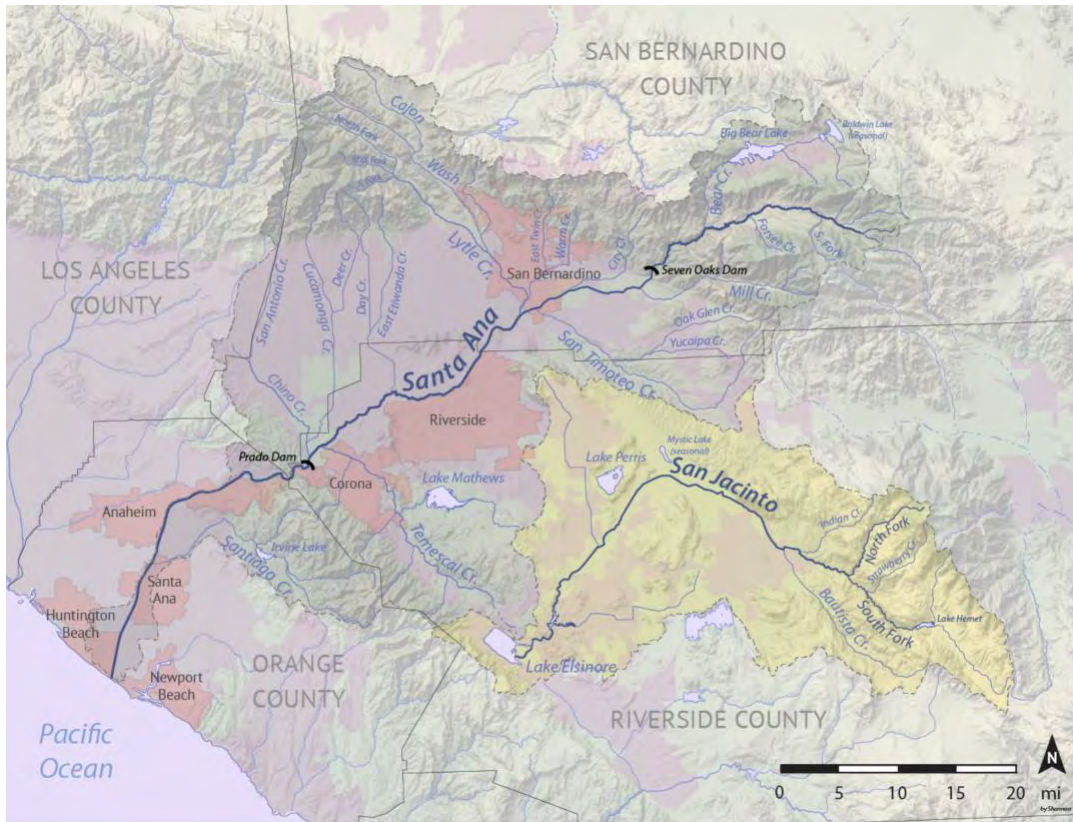 SAN BERNARDINO
COUNTY
Cajon
Wash
North Fork
Lytle Cr.
Big Bear Lake
Baldwin Lake
(seasonal)
Bear Cr.
East Twin Cr.
Warm Cr.
City Cr.
Forsee Cr.
S. Fork
LOS ANGELES
COUNTY
San Antonio Cr.
Cucamonga Cr.
Deer Cr.
Day Cr.
East Etiwanda Cr.
San Bernardino
Seven Oaks Dam
Mill Cr.
Oak Glen Cr.
Yucaipa Cr.
Santa Ana
San Timoteo Cr.
Chino Cr.
Riverside
Prado Dam
Corona
Lake Mathews
Lake Perris
Mystic Lake
(seasonal)
San Jacinto
Anaheim
Temescal Cr.
Indian Cr.
North Fork
Strawberry Cr.
Santiago Cr.
Irvine Lake
Santa
Ana
Huntington
Beach
Bautista Cr.
South Fork
Lake Hemet
Newport
Beach
ORANGE
COUNTY
Lake Elsinore
RIVERSIDE COUNTY
Pacific
Ocean
N
0 5 10 15 20 mi
by Shannon